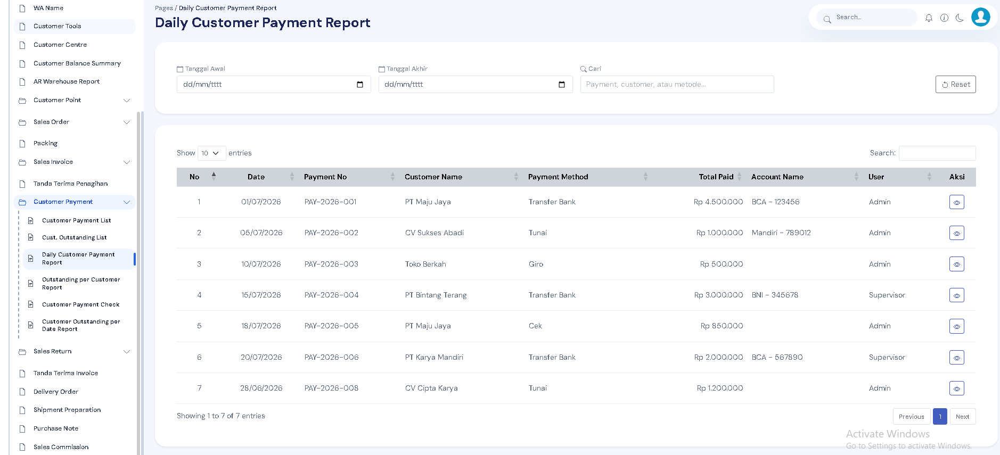 WA Name
Customer Tools
Customer Centre
Customer Balance Summary
AR Warehouse Report
Customer Point
Sales Order
Packing
Sales Invoice
Tanda Terima Penagihan
Customer Payment
Customer Payment List
Cust. Outstanding List
Daily Customer Payment
Report
Outstanding per Customer
Report
Customer Payment Check
Customer Outstanding per
Date Report
Sales Return
Tanda Terima Invoice
Delivery Order
Shipment Preparation
Purchase Note
Sales Commission
Pages / Daily Customer Payment Report
Daily Customer Payment Report
Search...
Tanggal Awal
dd/mm/tttt
Tanggal Akhir
dd/mm/tttt
Cari
Payment, customer, atau metode...
Reset
Show 10 entries
Search:
No Date Payment No Customer Name Payment Method Total Paid Account Name User Aksi
1 01/07/2026 PAY-2026-001 PT Maju Jaya Transfer Bank Rp 4.500.000 BCA - 123456 Admin
2 05/07/2026 PAY-2026-002 CV Sukses Abadi Tunai Rp 1.000.000 Mandiri - 789012 Admin
3 10/07/2026 PAY-2026-003 Toko Berkah Giro Rp 500.000 Admin
4 15/07/2026 PAY-2026-004 PT Bintang Terang Transfer Bank Rp 3.000.000 BNI - 345678 Supervisor
5 18/07/2026 PAY-2026-005 PT Maju Jaya Cek Rp 850.000 Admin
6 20/07/2026 PAY-2026-006 PT Karya Mandiri Transfer Bank Rp 2.000.000 BCA - 567890 Supervisor
7 28/06/2026 PAY-2026-008 CV Cipta Karya Tunai Rp 1.200.000 Admin
Showing 1 to 7 of 7 entries
Previous 1 Next
Activate Windows
Go to Settings to activate Windows.